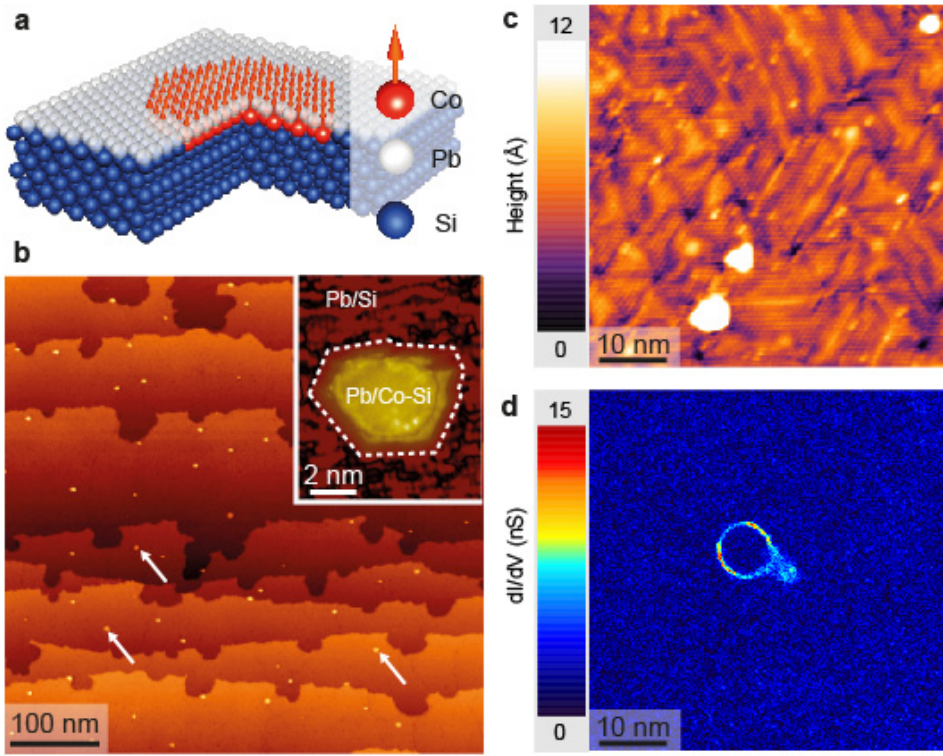 a
Co
Pb
Si
b
Pb/Si
Pb/Co-Si
2 nm
100 nm
c
12
Height (Å)
0
10 nm
d
15
dI/dV (nS)
0
10 nm